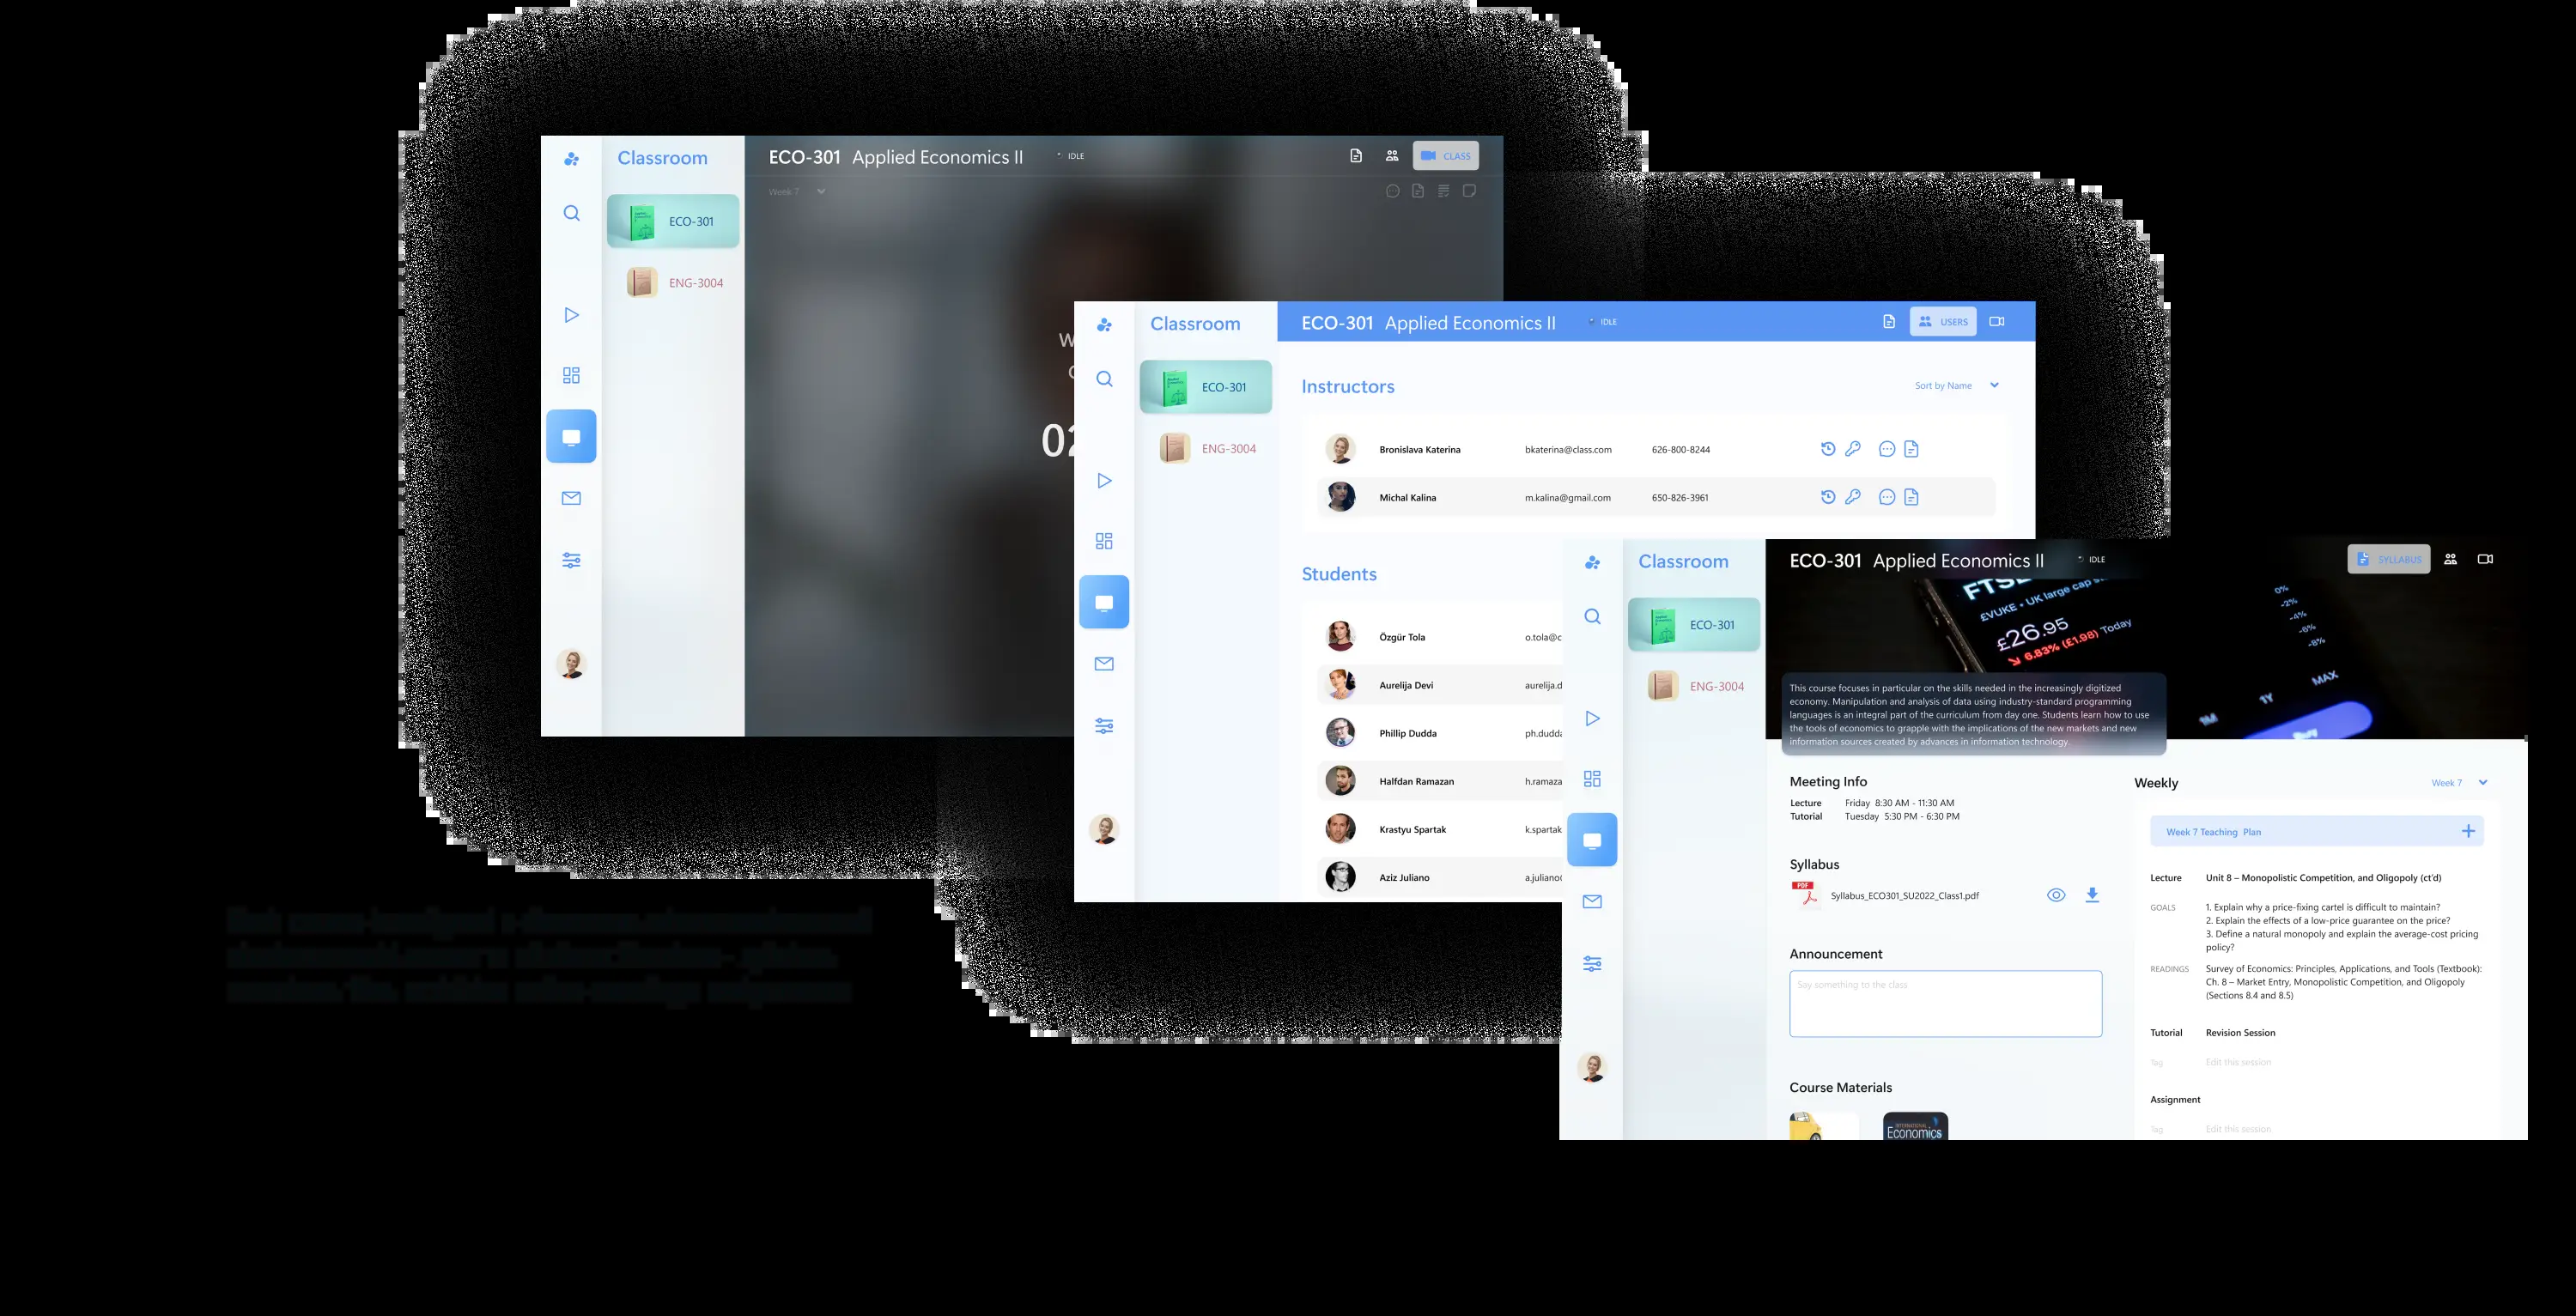 Classroom
ECO-301 Applied Economics II
IDLE
CLASS
Week 7
ECO-301
ENG-3004
02
Classroom
ECO-301 Applied Economics II
IDLE
USERS
ECO-301
ENG-3004
Instructors
Sort by Name
Bronislava Katerina bkaterina@class.com 626-800-8244
Michal Kalina m.kalina@gmail.com 650-826-3961
Students
Özgür Tola o.tola@c
Aurelija Devi aurelija.d
Phillip Dudda ph.dudda
Halfdan Ramazan h.ramaza
Krastyu Spartak k.spartak
Aziz Juliano a.juliano
Classroom
ECO-301 Applied Economics II
IDLE
SYLLABUS
ECO-301
ENG-3004
EVUKE • UK large cap
£26.95
6.83% (£1.98) Today
0%
-2%
-4%
-6%
-8%
1M
1Y
MAX
Buy
This course focuses in particular on the skills needed in the increasingly digitized
economy. Manipulation and analysis of data using industry-standard programming
languages is an integral part of the curriculum from day one. Students learn how to use
the tools of economics to grapple with the implications of the new markets and new
information sources created by advances in information technology.
Meeting Info
Lecture Friday 8:30 AM - 11:30 AM
Tutorial Tuesday 5:30 PM - 6:30 PM
Syllabus
PDF
Syllabus_ECO301_SU2022_Class1.pdf
Announcement
Say something to the class
Course Materials
INTERNATIONAL
Economics
Weekly
Week 7
Week 7 Teaching Plan
Lecture Unit 8 – Monopolistic Competition, and Oligopoly (ct'd)
GOALS 1. Explain why a price-fixing cartel is difficult to maintain?
2. Explain the effects of a low-price guarantee on the price?
3. Define a natural monopoly and explain the average-cost pricing
policy?
READINGS Survey of Economics: Principles, Applications, and Tools (Textbook):
Ch. 8 – Market Entry, Monopolistic Competition, and Oligopoly
(Sections 8.4 and 8.5)
Tutorial Revision Session
Tag Edit this session
Assignment
Tag Edit this session